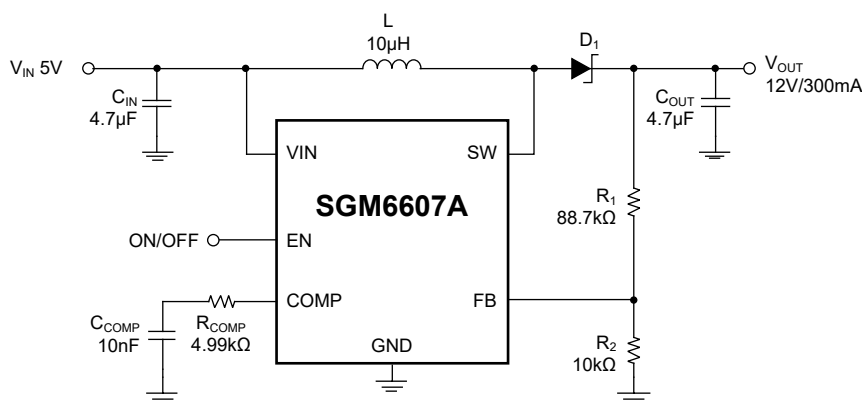 L
10µH
D1
VIN 5V
VOUT
12V/300mA
CIN
4.7µF
COUT
4.7µF
VIN
SW
SGM6607A
R1
88.7kΩ
ON/OFF
EN
COMP
FB
CCOMP
10nF
RCOMP
4.99kΩ
GND
R2
10kΩ